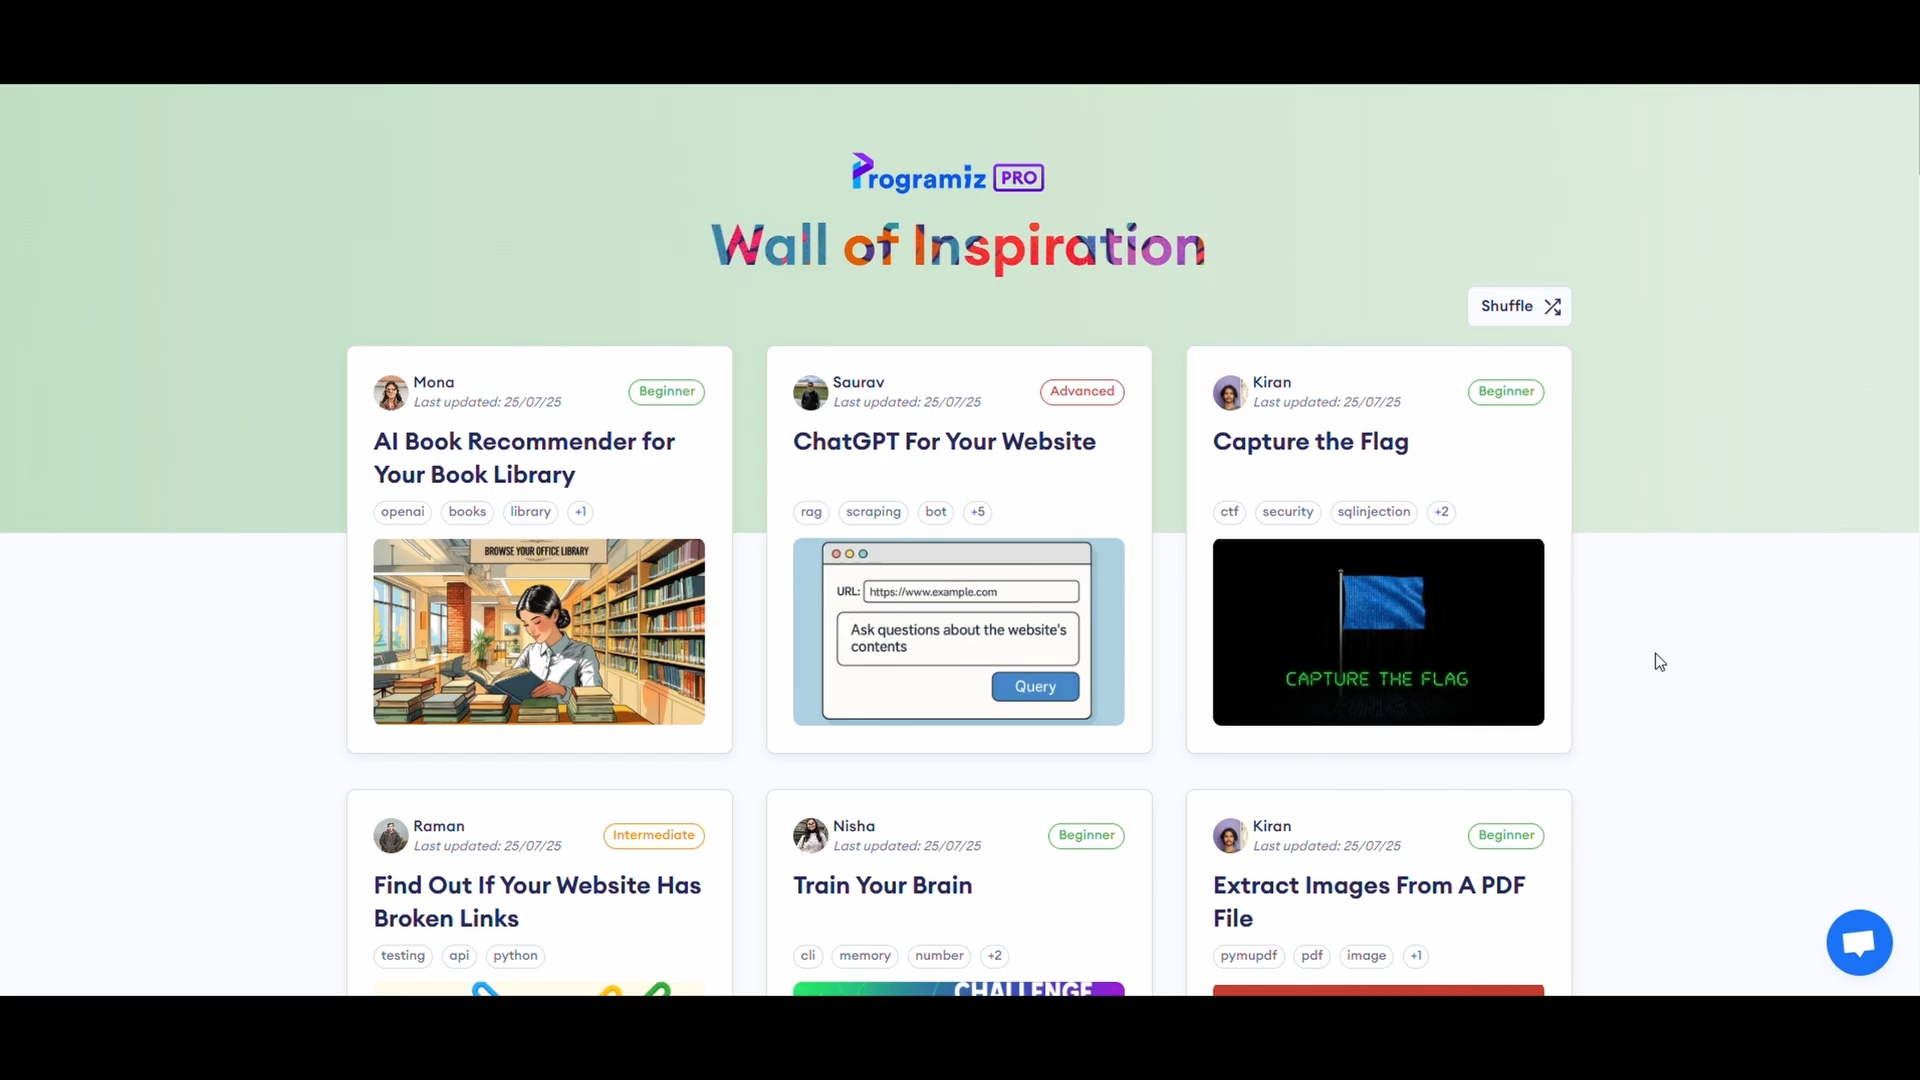 Programiz PRO
Wall of Inspiration
Shuffle
Mona
Last updated: 25/07/25
Beginner
AI Book Recommender for
Your Book Library
openai books library +1
BROWSE YOUR OFFICE LIBRARY
Saurav
Last updated: 25/07/25
Advanced
ChatGPT For Your Website
rag scraping bot +5
URL: https://www.example.com
Ask questions about the website's
contents
Query
Kiran
Last updated: 25/07/25
Beginner
Capture the Flag
ctf security sqlinjection +2
CAPTURE THE FLAG
Raman
Last updated: 25/07/25
Intermediate
Find Out If Your Website Has
Broken Links
testing api python
Nisha
Last updated: 25/07/25
Beginner
Train Your Brain
cli memory number +2
CHALLENGE
Kiran
Last updated: 25/07/25
Beginner
Extract Images From A PDF
File
pymupdf pdf image +1